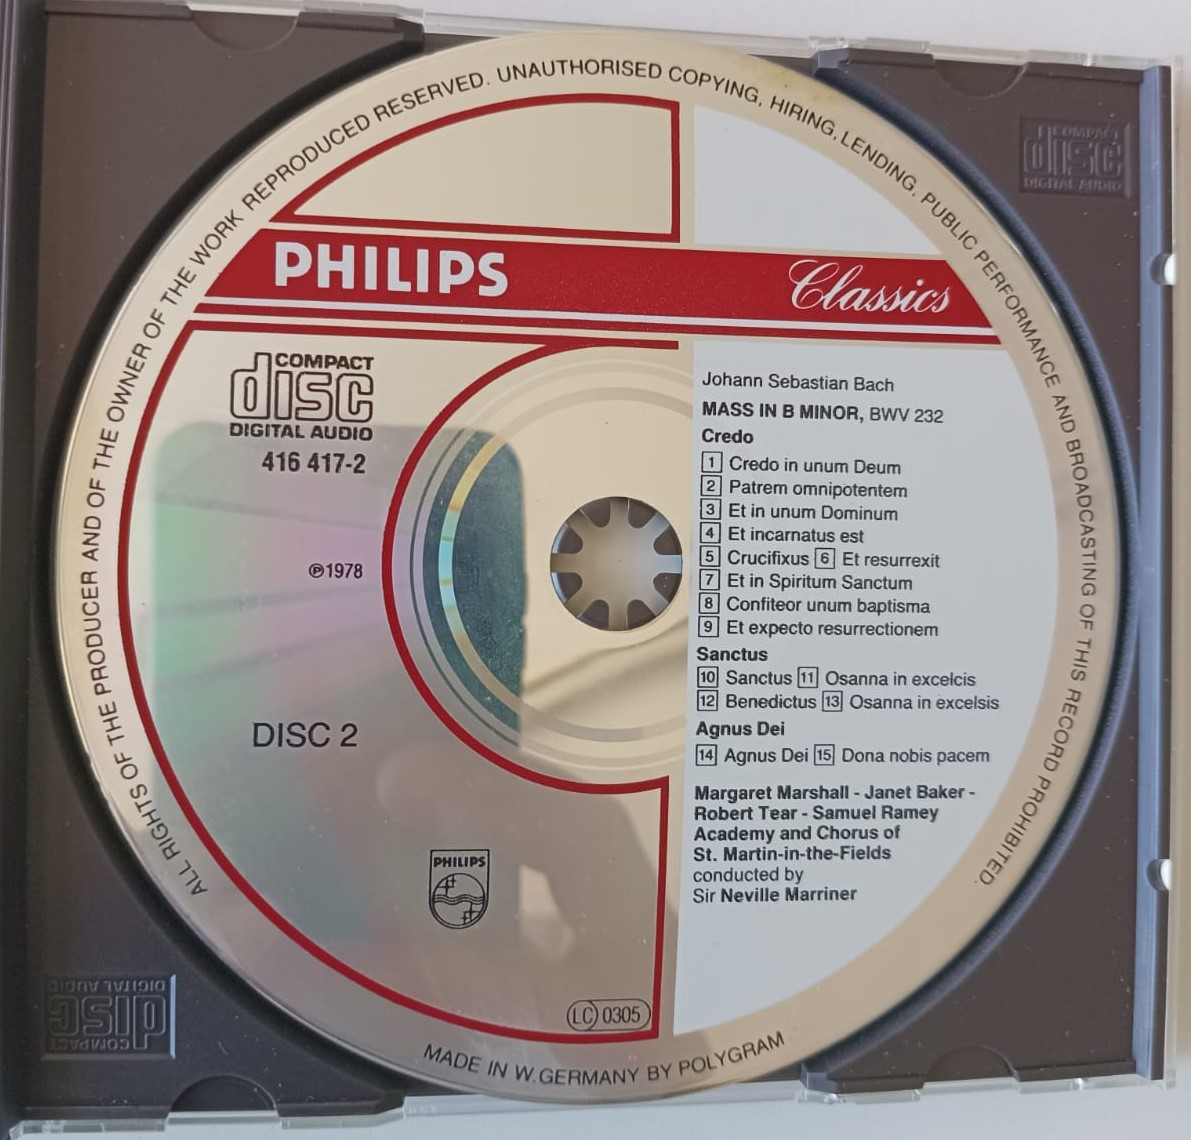 ALL RIGHTS OF THE PRODUCER AND OF THE OWNER OF THE WORK REPRODUCED RESERVED. UNAUTHORISED COPYING, HIRING, LENDING, PUBLIC PERFORMANCE AND BROADCASTING OF THIS RECORD PROHIBITED.
PHILIPS Classics
COMPACT
disc
DIGITAL AUDIO
416 417-2
℗1978
DISC 2
PHILIPS
LC 0305
Johann Sebastian Bach
MASS IN B MINOR, BWV 232
Credo
1 Credo in unum Deum
2 Patrem omnipotentem
3 Et in unum Dominum
4 Et incarnatus est
5 Crucifixus 6 Et resurrexit
7 Et in Spiritum Sanctum
8 Confiteor unum baptisma
9 Et expecto resurrectionem
Sanctus
10 Sanctus 11 Osanna in excelcis
12 Benedictus 13 Osanna in excelsis
Agnus Dei
14 Agnus Dei 15 Dona nobis pacem
Margaret Marshall - Janet Baker -
Robert Tear - Samuel Ramey
Academy and Chorus of
St. Martin-in-the-Fields
conducted by
Sir Neville Marriner
MADE IN W.GERMANY BY POLYGRAM
COMPACT
disc
DIGITAL AUDIO
COMPACT
disc
DIGITAL AUDIO